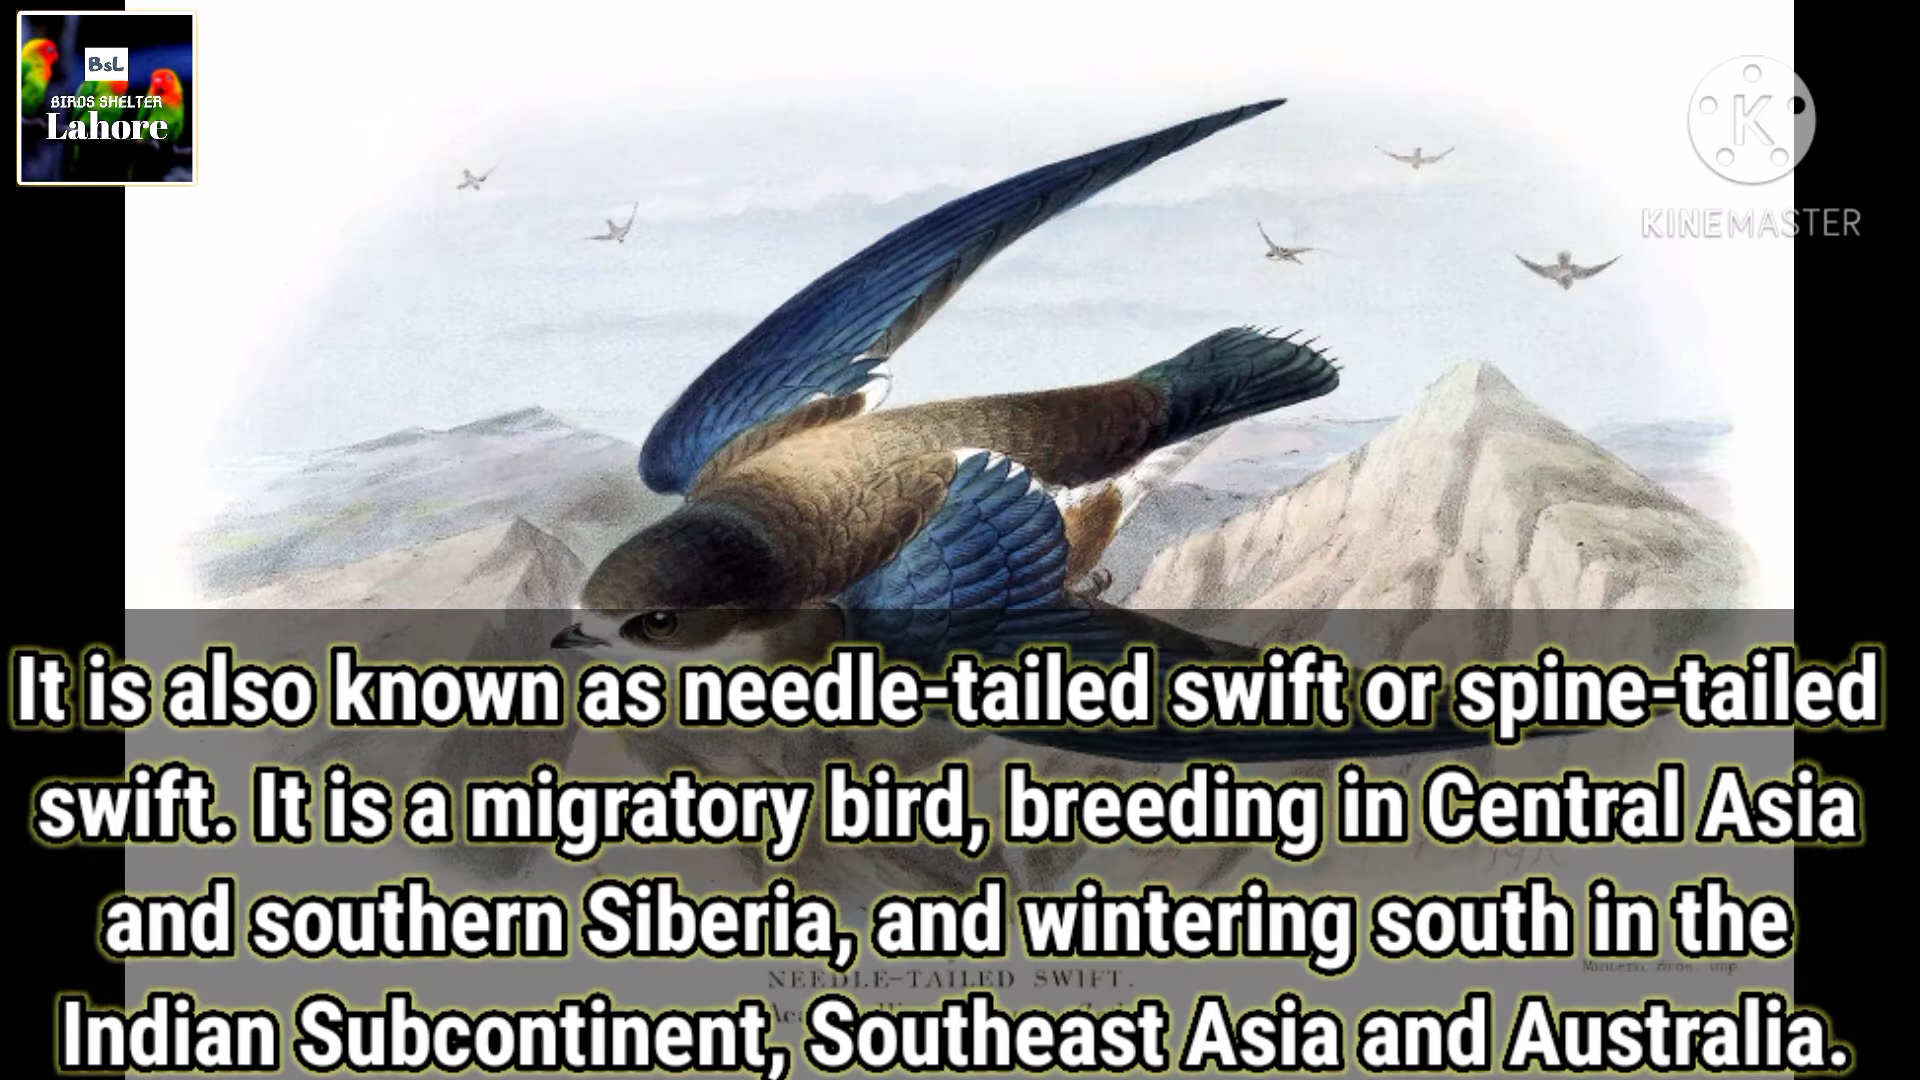 BsL
BIRDS SHELTER
Lahore
K
KINEMASTER
It is also known as needle-tailed swift or spine-tailed
swift. It is a migratory bird, breeding in Central Asia
and southern Siberia, and wintering south in the
NEEDLE-TAILED SWIFT.
Indian Subcontinent, Southeast Asia and Australia.